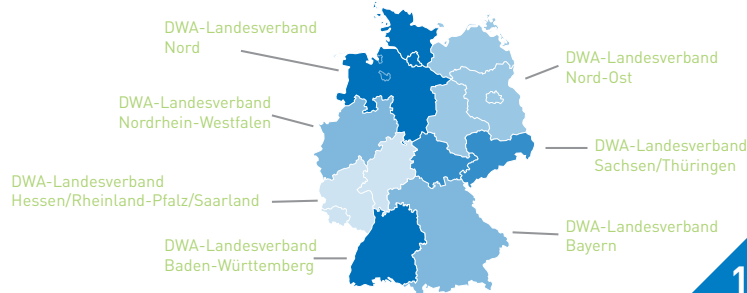 DWA-Landesverband
Nord
DWA-Landesverband
Nord-Ost
DWA-Landesverband
Nordrhein-Westfalen
DWA-Landesverband
Sachsen/Thüringen
DWA-Landesverband
Hessen/Rheinland-Pfalz/Saarland
DWA-Landesverband
Bayern
DWA-Landesverband
Baden-Württemberg
1